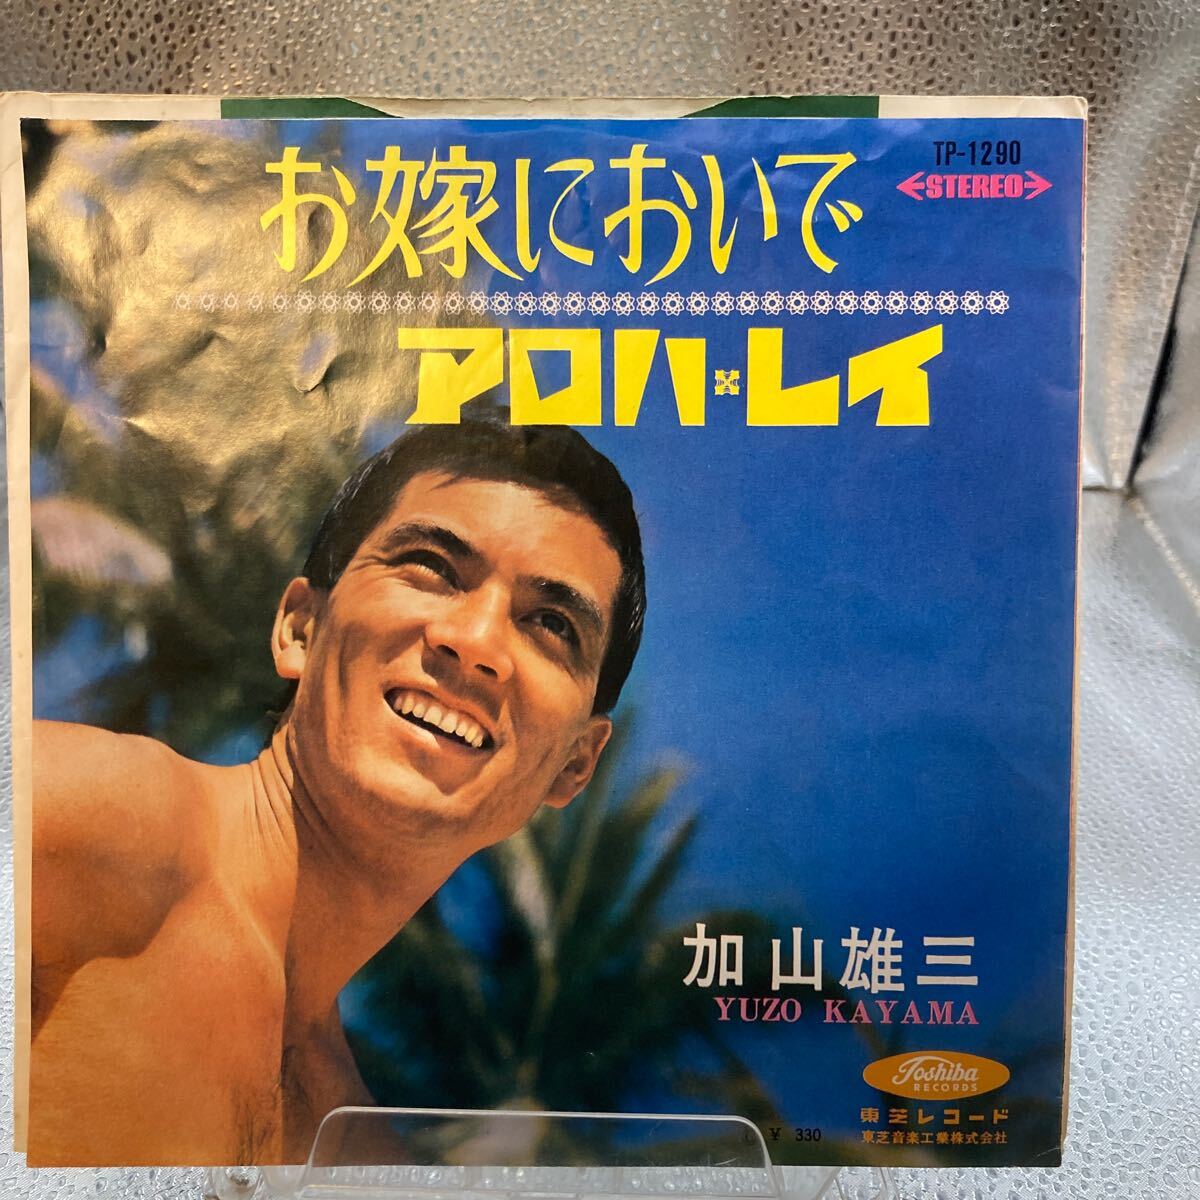 お嫁においで
TP-1290
STEREO
アロハ・レイ
加山雄三
YUZO KAYAMA
Toshiba
RECORDS
東芝レコード
東芝音楽工業株式会社
¥ 330